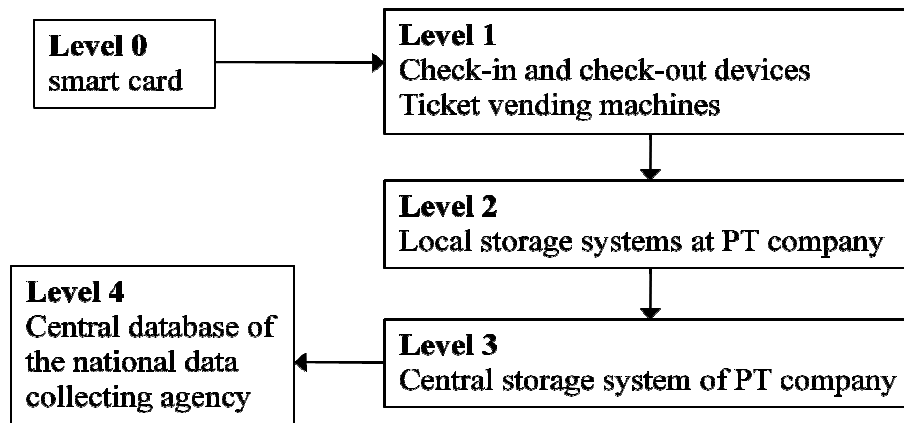 Level 0
smart card
Level 1
Check-in and check-out devices
Ticket vending machines
Level 2
Local storage systems at PT company
Level 3
Central storage system of PT company
Level 4
Central database of
the national data
collecting agency